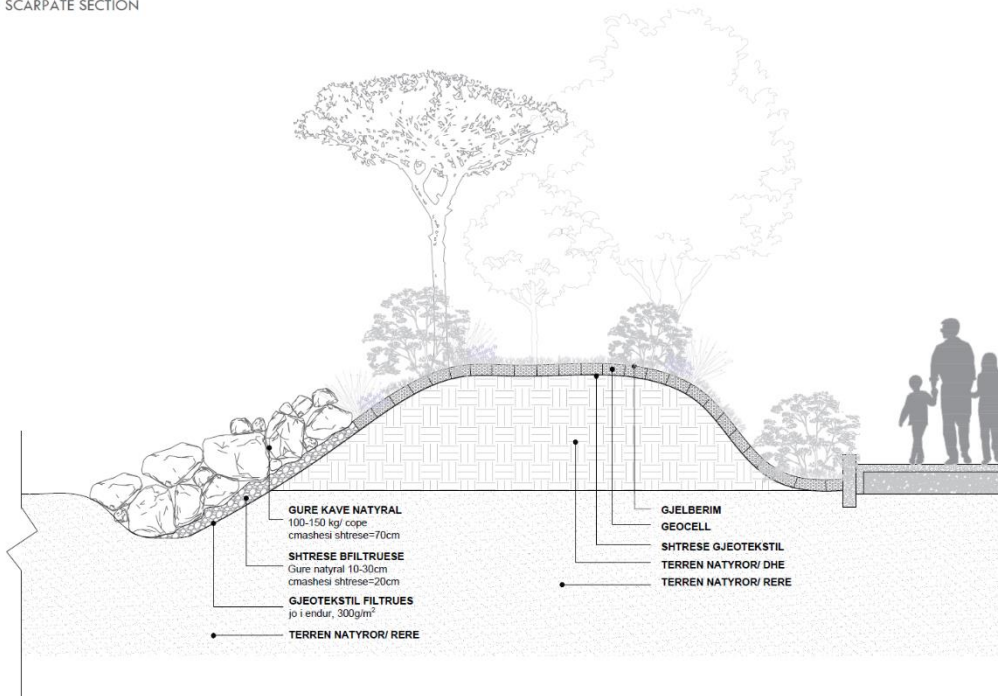 SCARPATE SECTION
GURE KAVE NATYRAL
100-150 kg/ cope
cmashesi shtrese=70cm
SHTRESE BFILTRUESE
Gure natyral 10-30cm
cmashesi shtrese=20cm
GJEOTEKSTIL FILTRUES
jo i endur, 300g/m²
TERREN NATYROR/ RERE
GJELBERIM
GEOCELL
SHTRESE GJEOTEKSTIL
TERREN NATYROR/ DHE
TERREN NATYROR/ RERE